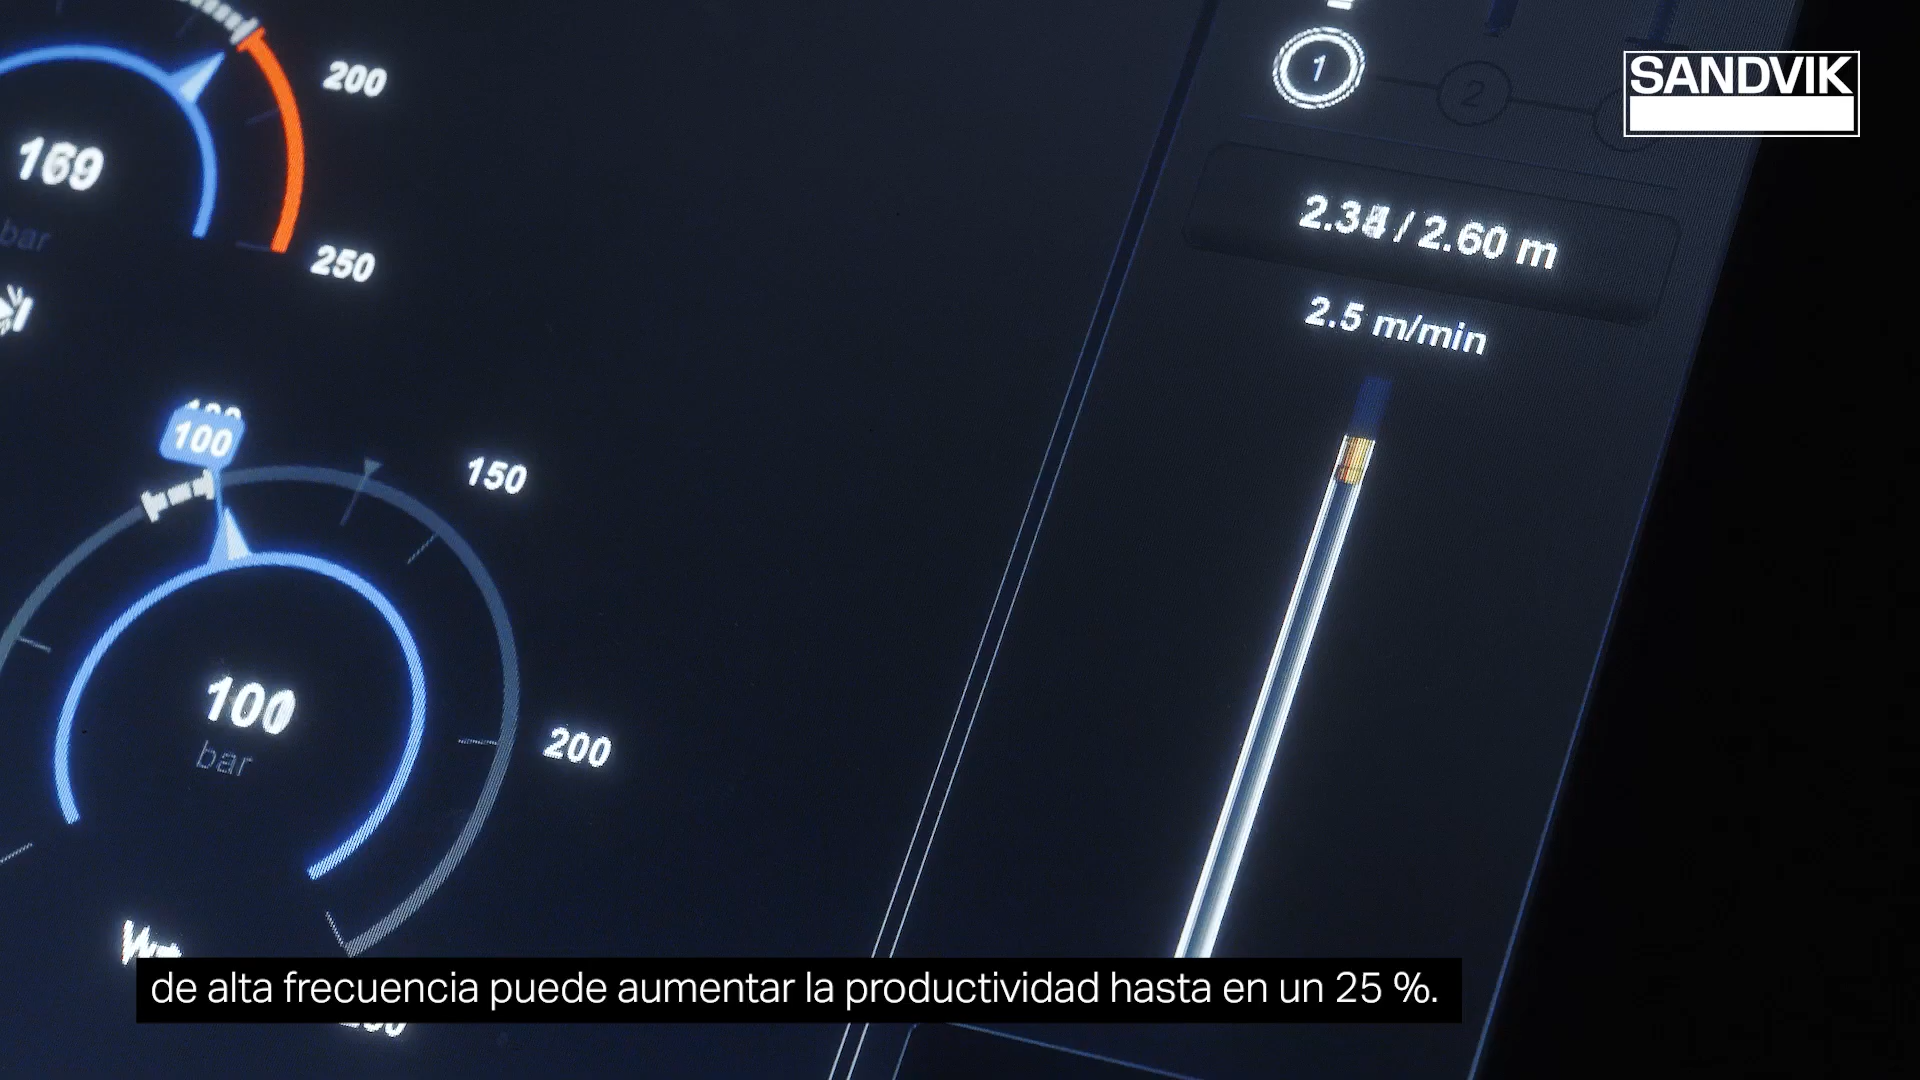 SANDVIK
200
1
2
169
bar
250
2.34 / 2.60 m
2.5 m/min
100
150
100
bar
200
de alta frecuencia puede aumentar la productividad hasta en un 25 %.